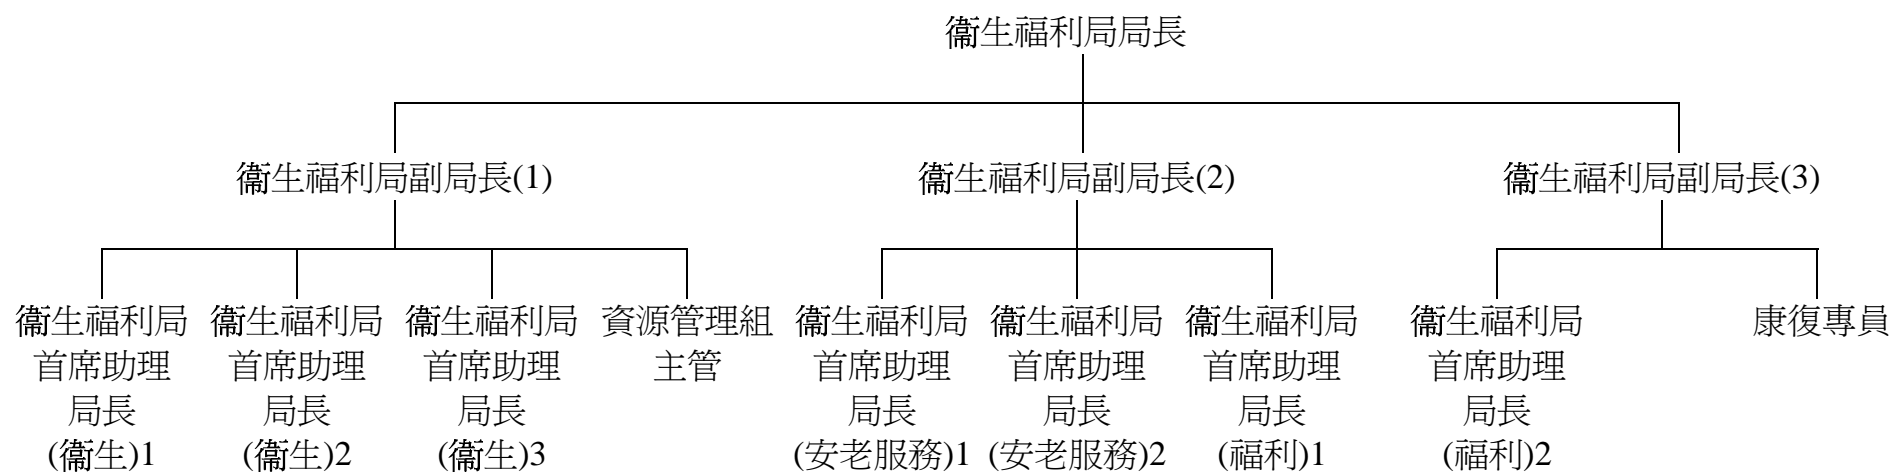 衞生福利局局長
衞生福利局副局長(1)
衞生福利局副局長(2)
衞生福利局副局長(3)
衞生福利局
首席助理
局長
(衞生)1
衞生福利局
首席助理
局長
(衞生)2
衞生福利局
首席助理
局長
(衞生)3
資源管理組
主管
衞生福利局
首席助理
局長
(安老服務)1
衞生福利局
首席助理
局長
(安老服務)2
衞生福利局
首席助理
局長
(福利)1
衞生福利局
首席助理
局長
(福利)2
康復專員